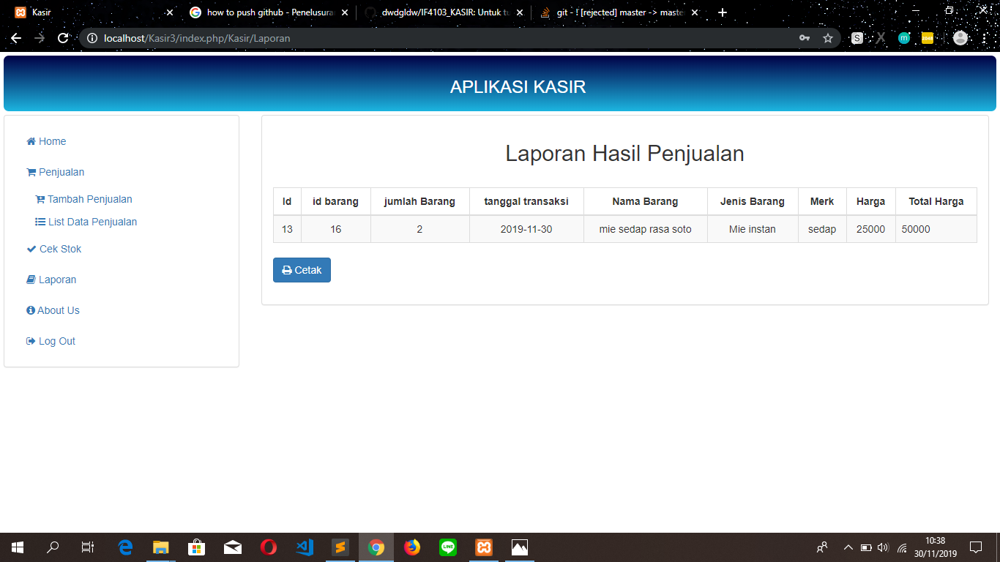 Kasir
how to push github - Penelusura
dwdgldw/IF4103_KASIR: Untuk tu
git - ! [rejected] master -> maste
localhost/Kasir3/index.php/Kasir/Laporan
S
X
m
2048
APLIKASI KASIR
Home
Penjualan
Tambah Penjualan
List Data Penjualan
Cek Stok
Laporan
About Us
Log Out
Laporan Hasil Penjualan
Id id barang jumlah Barang tanggal transaksi Nama Barang Jenis Barang Merk Harga Total Harga
13 16 2 2019-11-30 mie sedap rasa soto Mie instan sedap 25000 50000
Cetak
LINE
10:38
30/11/2019